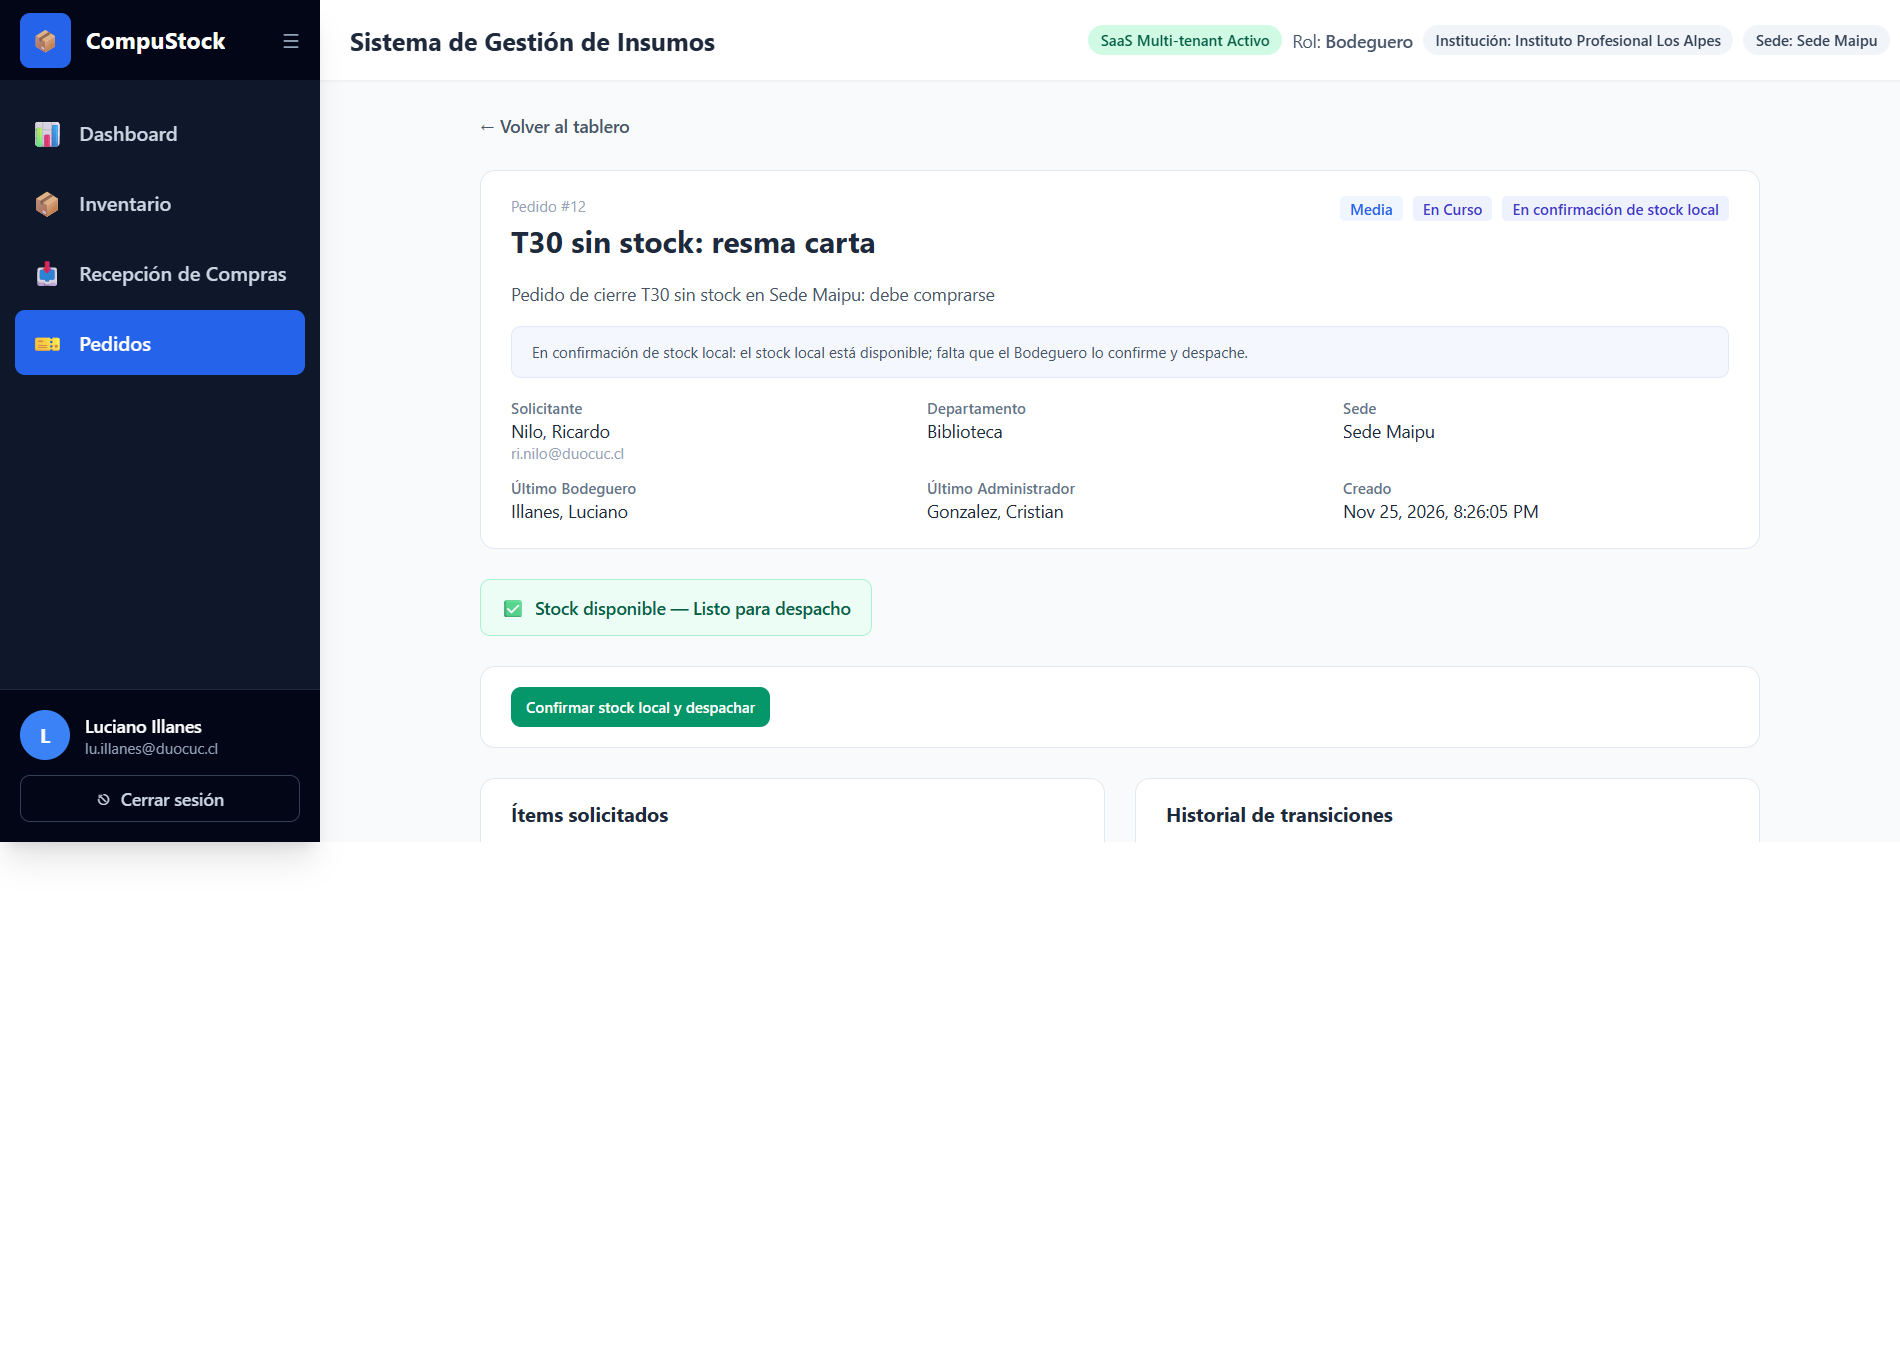 CompuStock
☰
Sistema de Gestión de Insumos
SaaS Multi-tenant Activo
Rol: Bodeguero
Institución: Instituto Profesional Los Alpes
Sede: Sede Maipu
Dashboard
Inventario
Recepción de Compras
Pedidos
← Volver al tablero
Pedido #12
Media
En Curso
En confirmación de stock local
T30 sin stock: resma carta
Pedido de cierre T30 sin stock en Sede Maipu: debe comprarse
En confirmación de stock local: el stock local está disponible; falta que el Bodeguero lo confirme y despache.
Solicitante
Nilo, Ricardo
ri.nilo@duocuc.cl
Departamento
Biblioteca
Sede
Sede Maipu
Último Bodeguero
Illanes, Luciano
Último Administrador
Gonzalez, Cristian
Creado
Nov 25, 2026, 8:26:05 PM
Stock disponible — Listo para despacho
Confirmar stock local y despachar
Ítems solicitados
Historial de transiciones
L
Luciano Illanes
lu.illanes@duocuc.cl
Cerrar sesión